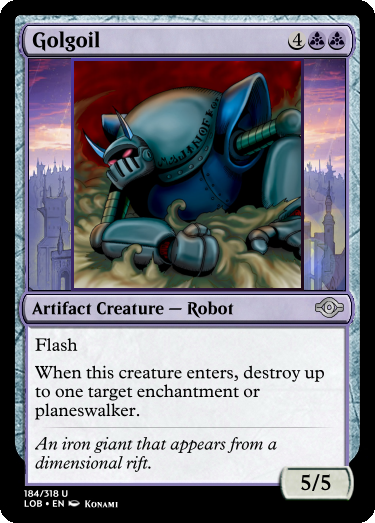 Golgoil 4
Artifact Creature — Robot
Flash
When this creature enters, destroy up
to one target enchantment or
planeswalker.
An iron giant that appears from a
dimensional rift.
5/5
184/318 U
LOB • EN Konami